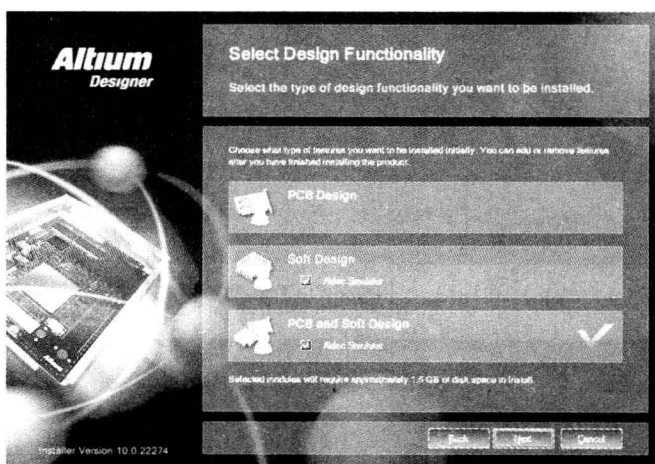 Altium
Designer
Select Design Functionality
Select the type of design functionality you want to be installed.
Choose what type of features you want to be installed initially. You can add or remove features
after you have finished installing the product.
PCB Design
Soft Design
Aldec Simulator
PCB and Soft Design
Aldec Simulator
Selected modules will require approximately 1.6 GB of disk space to install.
Installer Version 10.0.22274
Back
Next
Cancel